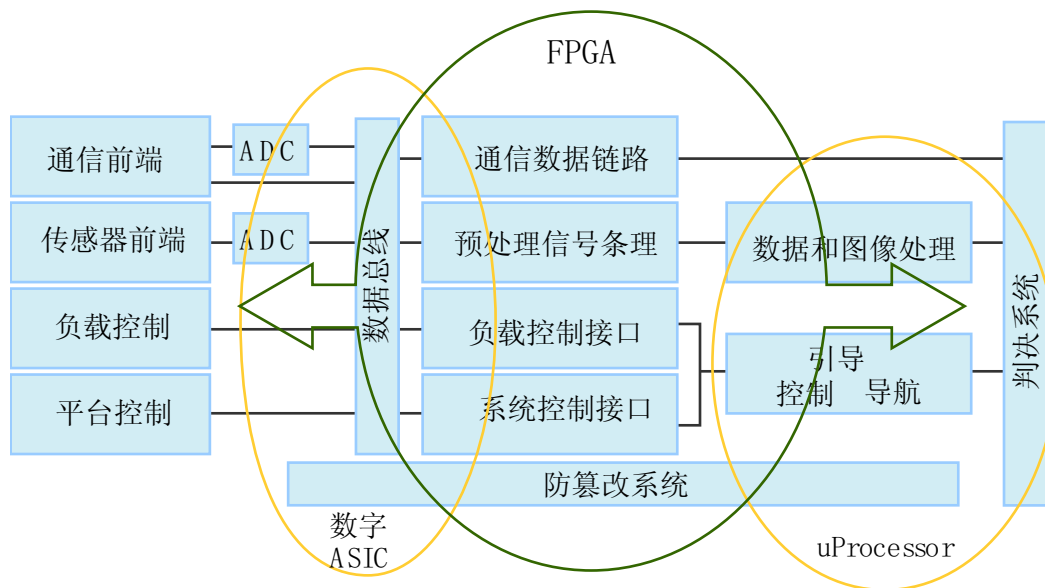 FPGA
通信前端
ADC
数据总线
通信数据链路
判决系统
传感器前端
ADC
预处理信号条理
数据和图像处理
负载控制
负载控制接口
引导
控制 导航
平台控制
系统控制接口
防篡改系统
数字
ASIC
uProcessor